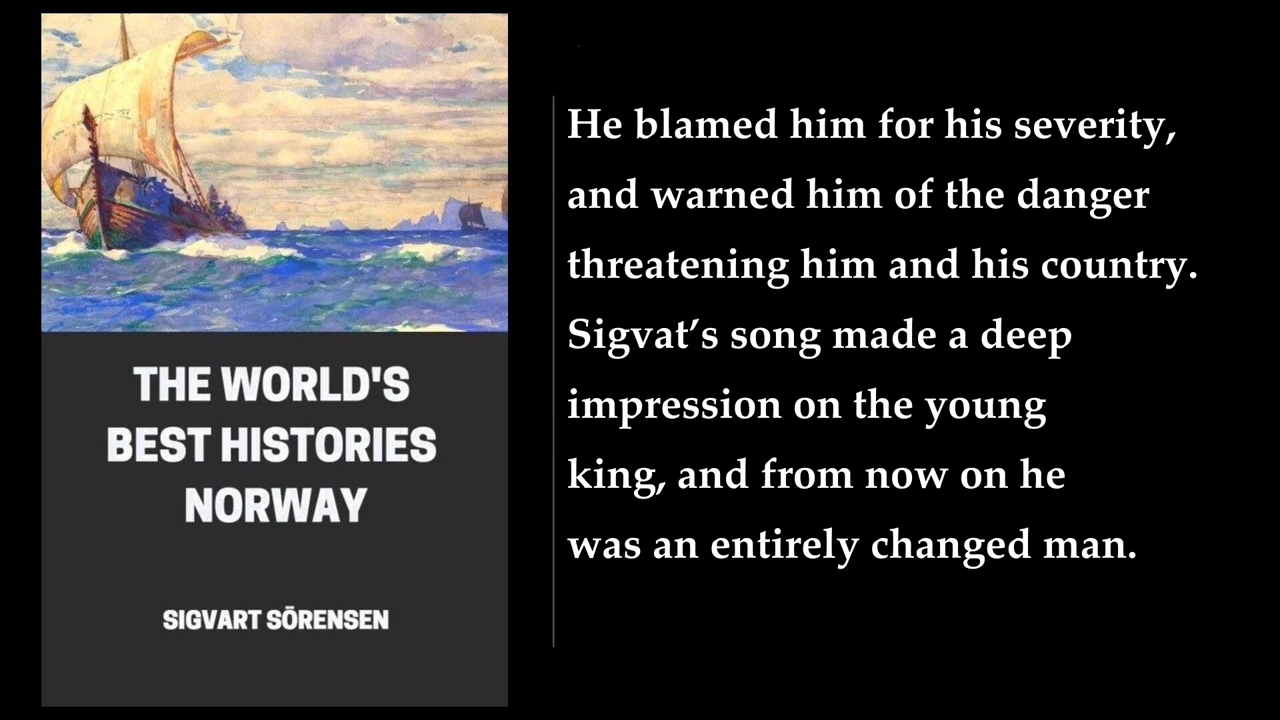 THE WORLD'S
BEST HISTORIES
NORWAY
SIGVART SÖRENSEN
He blamed him for his severity,
and warned him of the danger
threatening him and his country.
Sigvat’s song made a deep
impression on the young
king, and from now on he
was an entirely changed man.